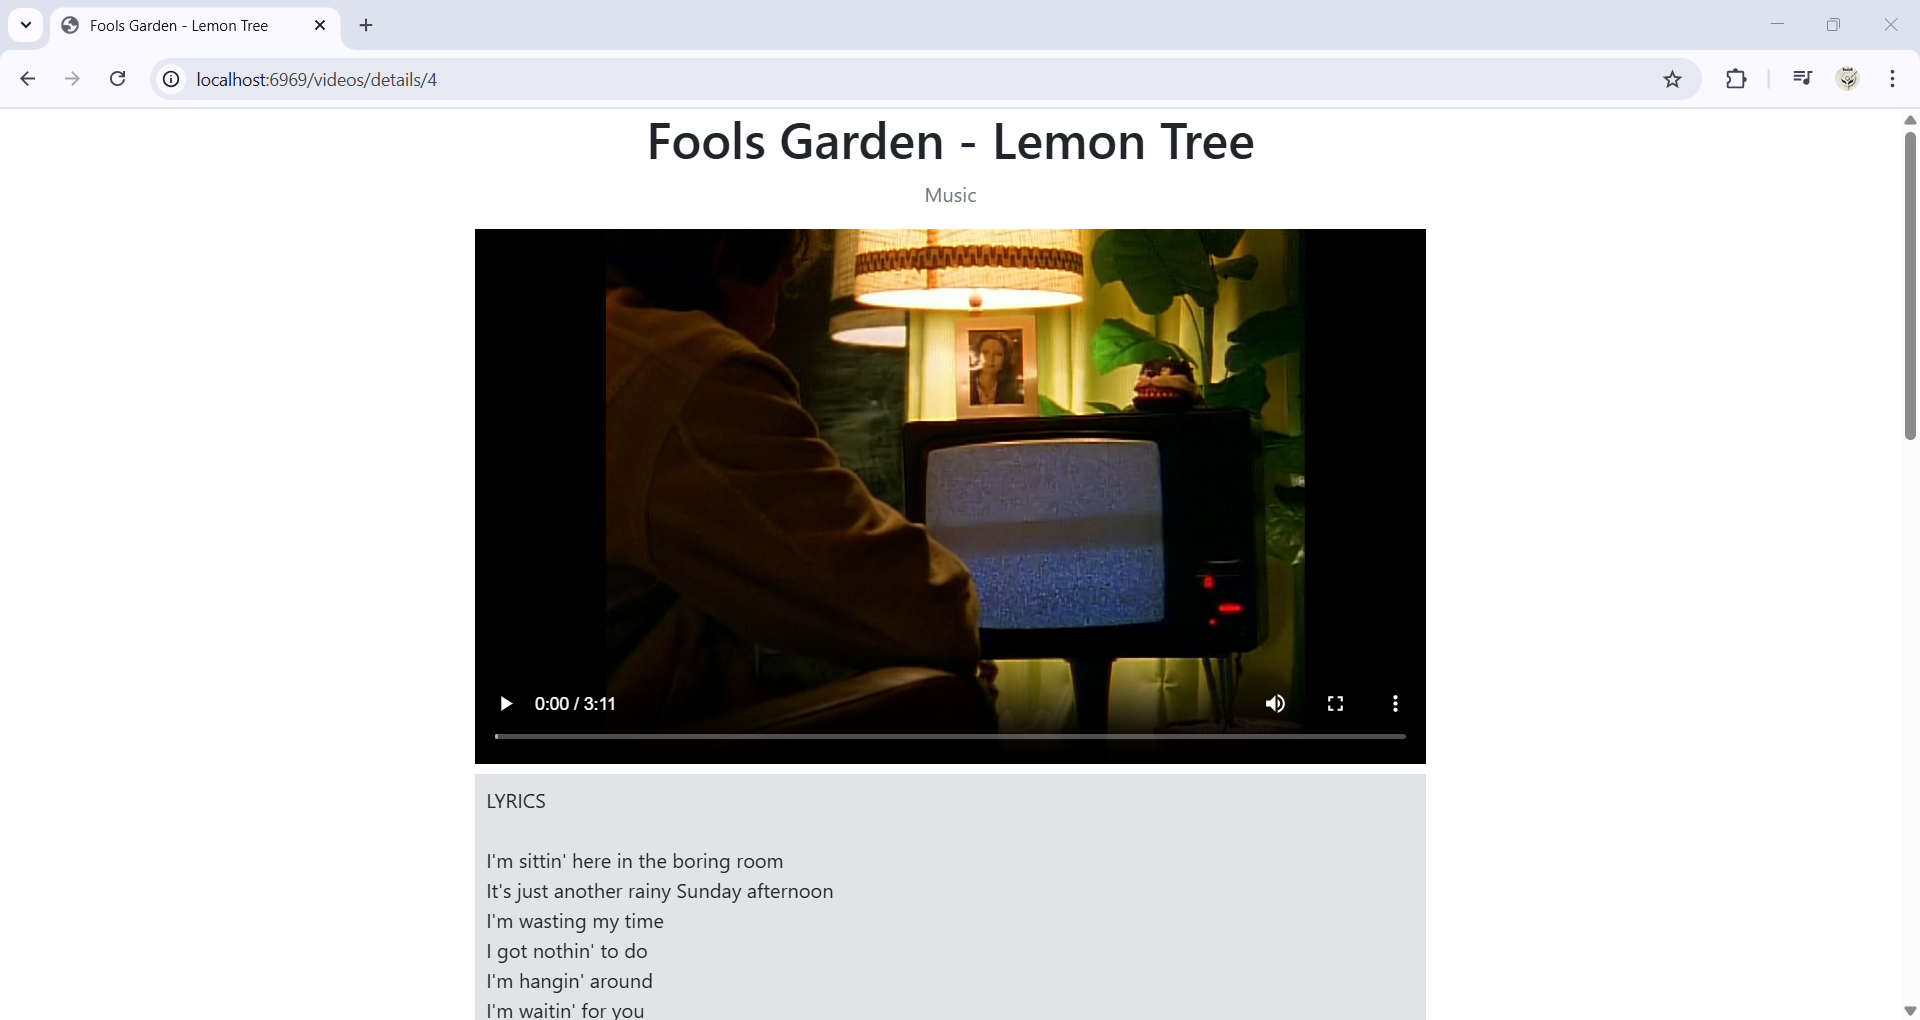 Fools Garden - Lemon Tree
localhost:6969/videos/details/4
Fools Garden - Lemon Tree
Music
0:00 / 3:11
LYRICS
I'm sittin' here in the boring room
It's just another rainy Sunday afternoon
I'm wasting my time
I got nothin' to do
I'm hangin' around
I'm waitin' for you